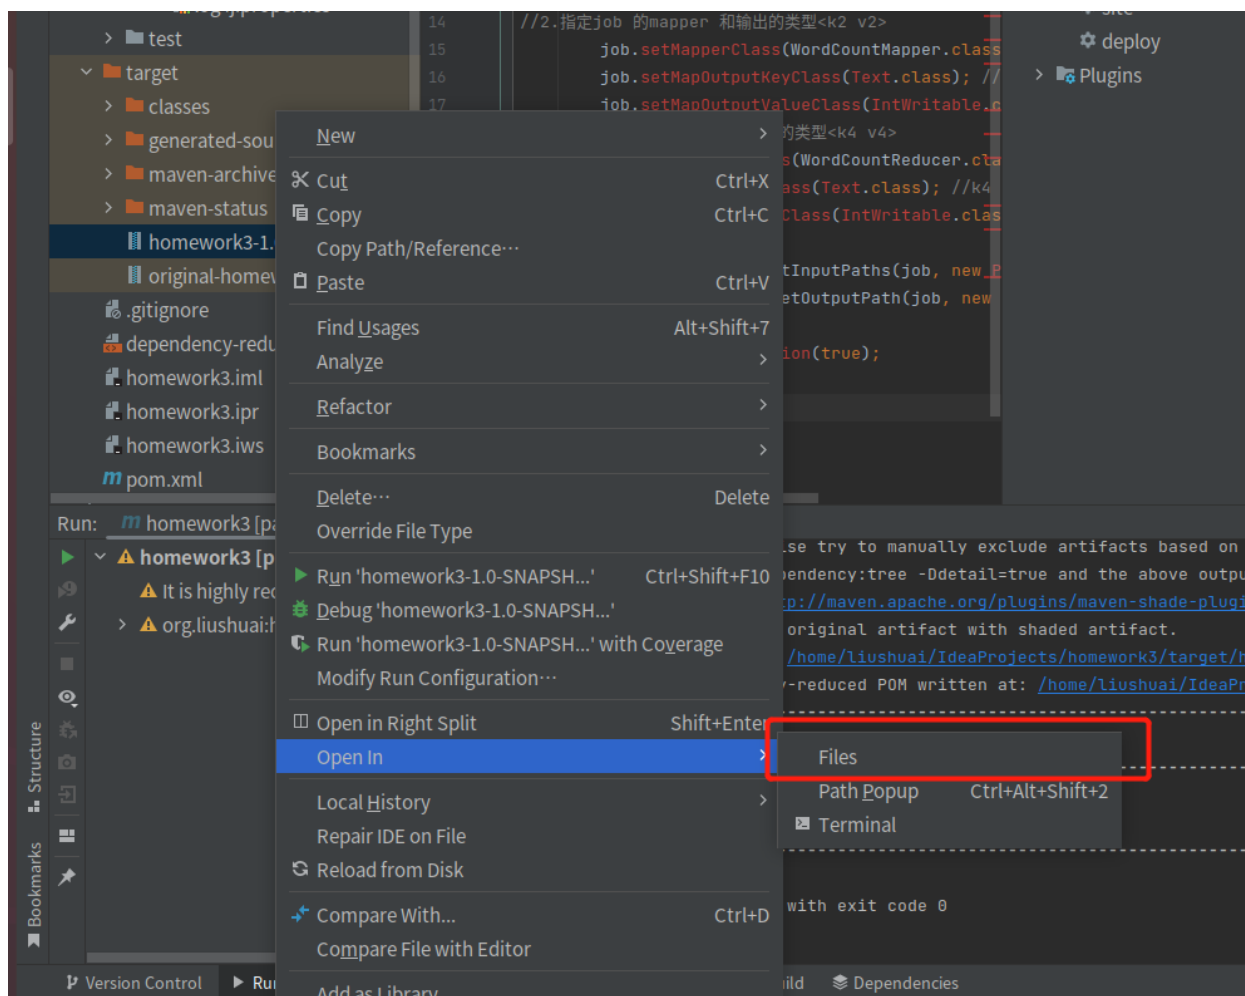 test
target
classes
generated-sou
maven-archive
maven-status
homework3-1.
original-homew
.gitignore
dependency-redu
homework3.iml
homework3.ipr
homework3.iws
pom.xml
14
//2.指定job 的mapper 和输出的类型<k2 v2>
15
job.setMapperClass(WordCountMapper.class
16
job.setMapOutputKeyClass(Text.class); //
17
job.setMapOutputValueClass(IntWritable.c
的类型<k4 v4>
s(WordCountReducer.cla
ass(Text.class); //k4
Class(IntWritable.clas
tInputPaths(job, new P
etOutputPath(job, new
ion(true);
site
deploy
Plugins
New
Cut Ctrl+X
Copy Ctrl+C
Copy Path/Reference···
Paste Ctrl+V
Find Usages Alt+Shift+7
Analyze
Refactor
Bookmarks
Delete··· Delete
Override File Type
Run 'homework3-1.0-SNAPSH...' Ctrl+Shift+F10
Debug 'homework3-1.0-SNAPSH...'
Run 'homework3-1.0-SNAPSH...' with Coverage
Modify Run Configuration···
Open in Right Split Shift+Enter
Open In
Local History
Repair IDE on File
Reload from Disk
Compare With... Ctrl+D
Compare File with Editor
Add as Library
Files
Path Popup Ctrl+Alt+Shift+2
Terminal
Run: m homework3 [pa
homework3 [p
It is highly rec
org.liushuai:h
se try to manually exclude artifacts based on
endency:tree -Ddetail=true and the above outpu
tp://maven.apache.org/plugins/maven-shade-plugi
original artifact with shaded artifact.
/home/liushuai/IdeaProjects/homework3/target/h
-reduced POM written at: /home/liushuai/IdeaPr
with exit code 0
Structure
Bookmarks
Version Control
Ru
ild
Dependencies